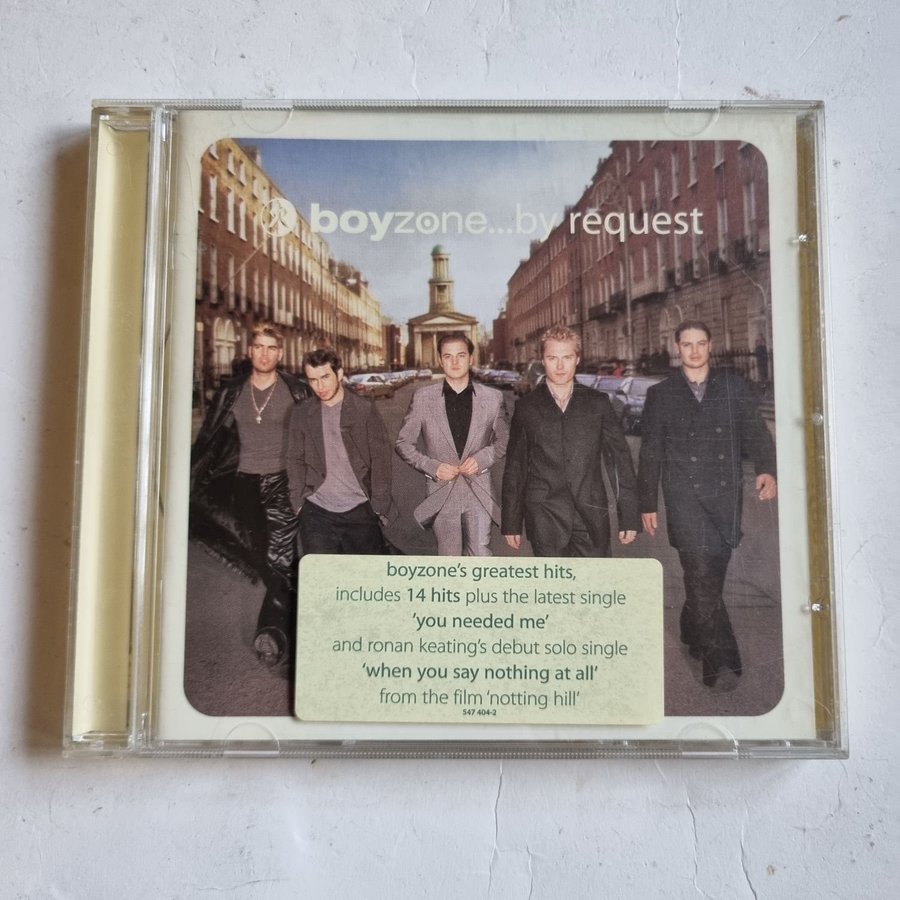 boyzone...by request
boyzone's greatest hits,
includes 14 hits plus the latest single
'you needed me'
and ronan keating's debut solo single
'when you say nothing at all'
from the film 'notting hill'
547 404-2